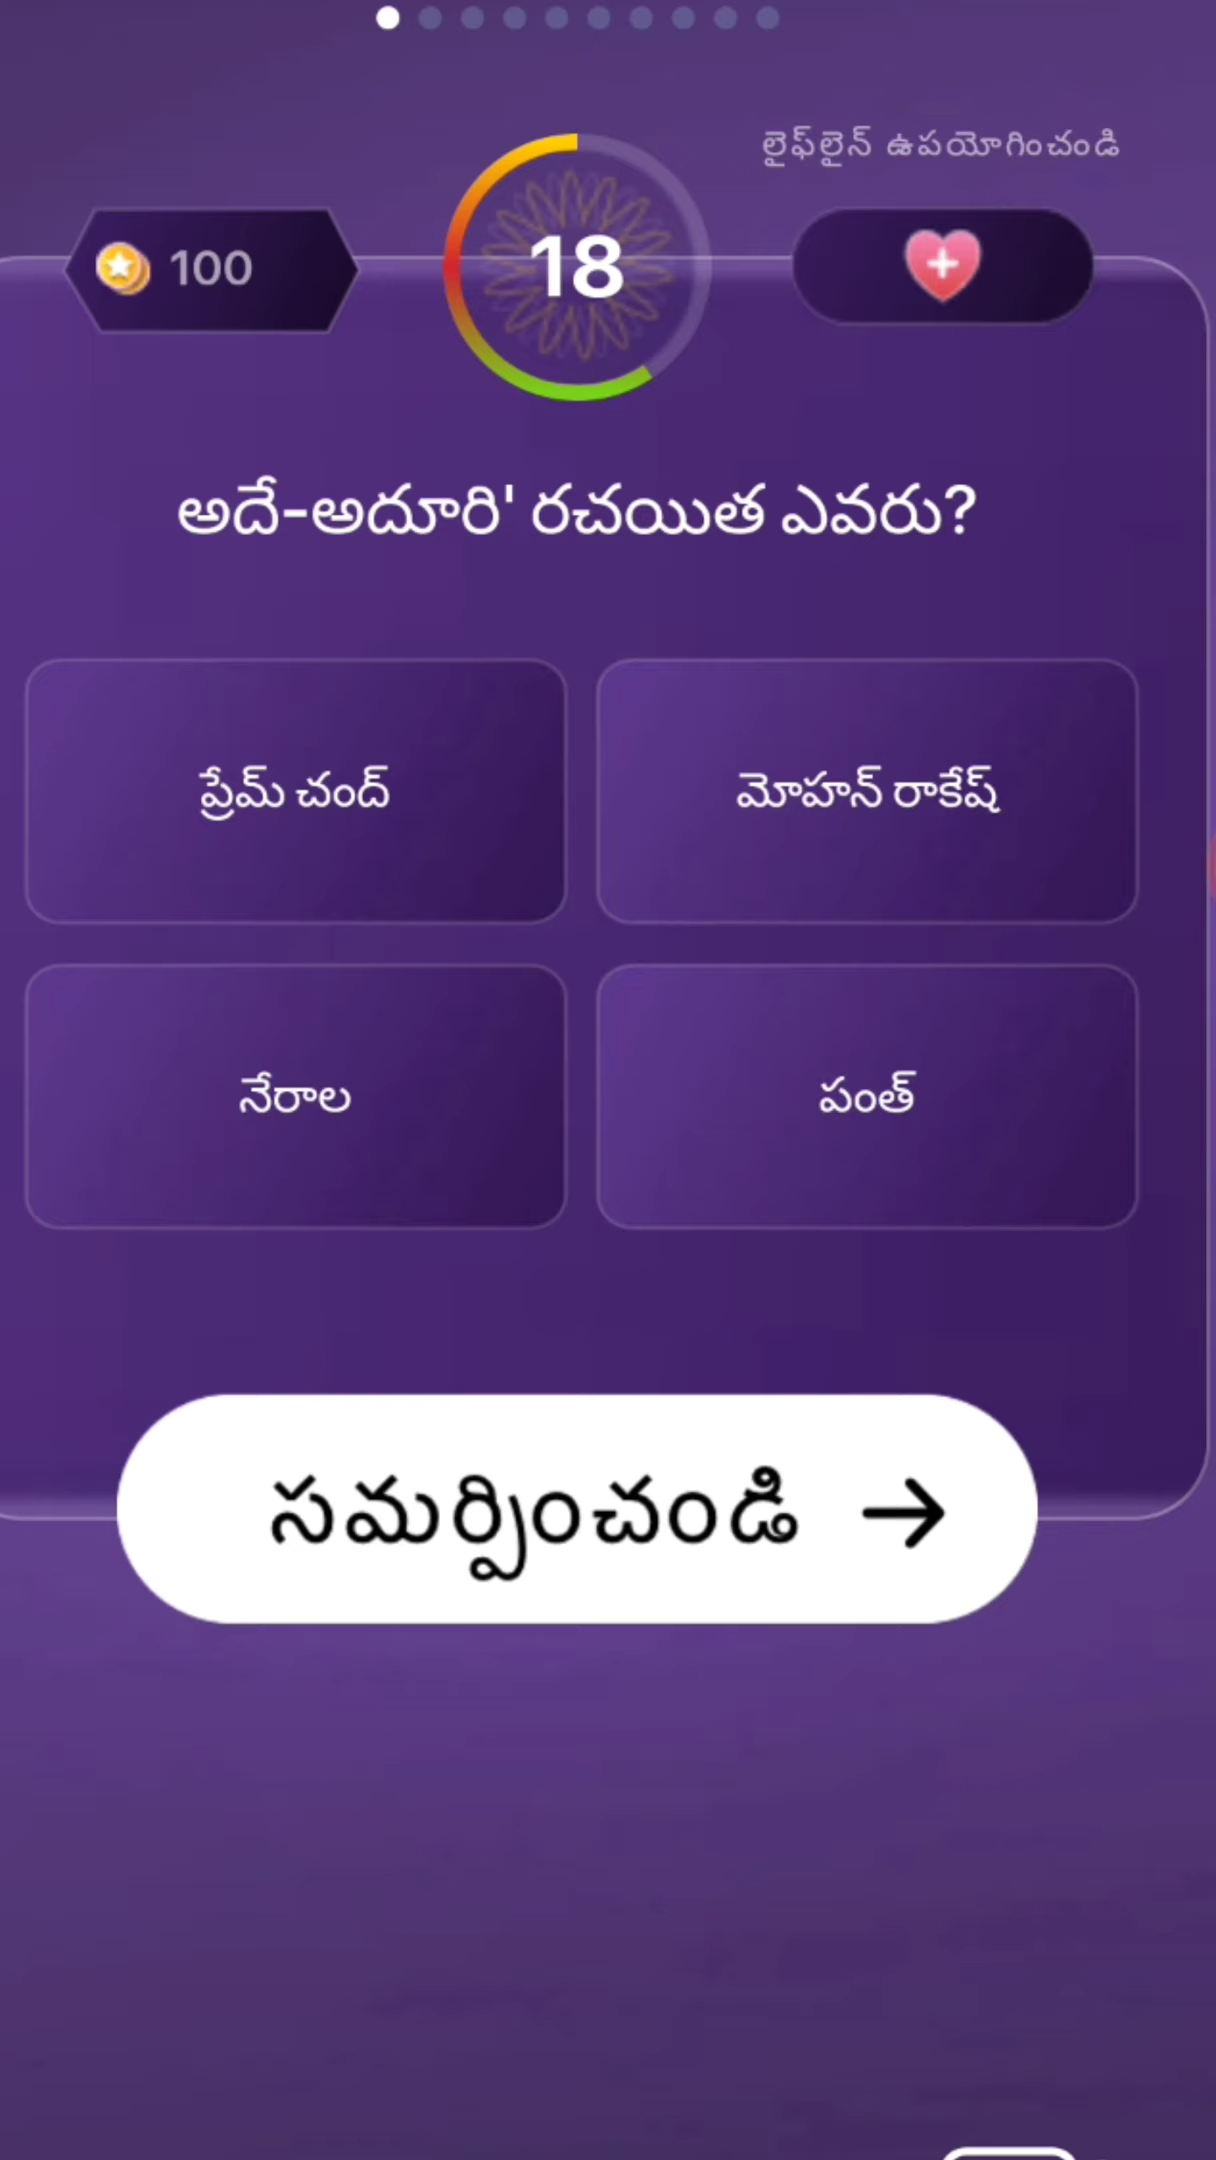 లైఫ్‌లైన్ ఉపయోగించండి
100
18
అదే-అదూరి' రచయిత ఎవరు?
ప్రేమ్ చంద్
మోహన్ రాకేష్
నేరాల
పంత్
సమర్పించండి →